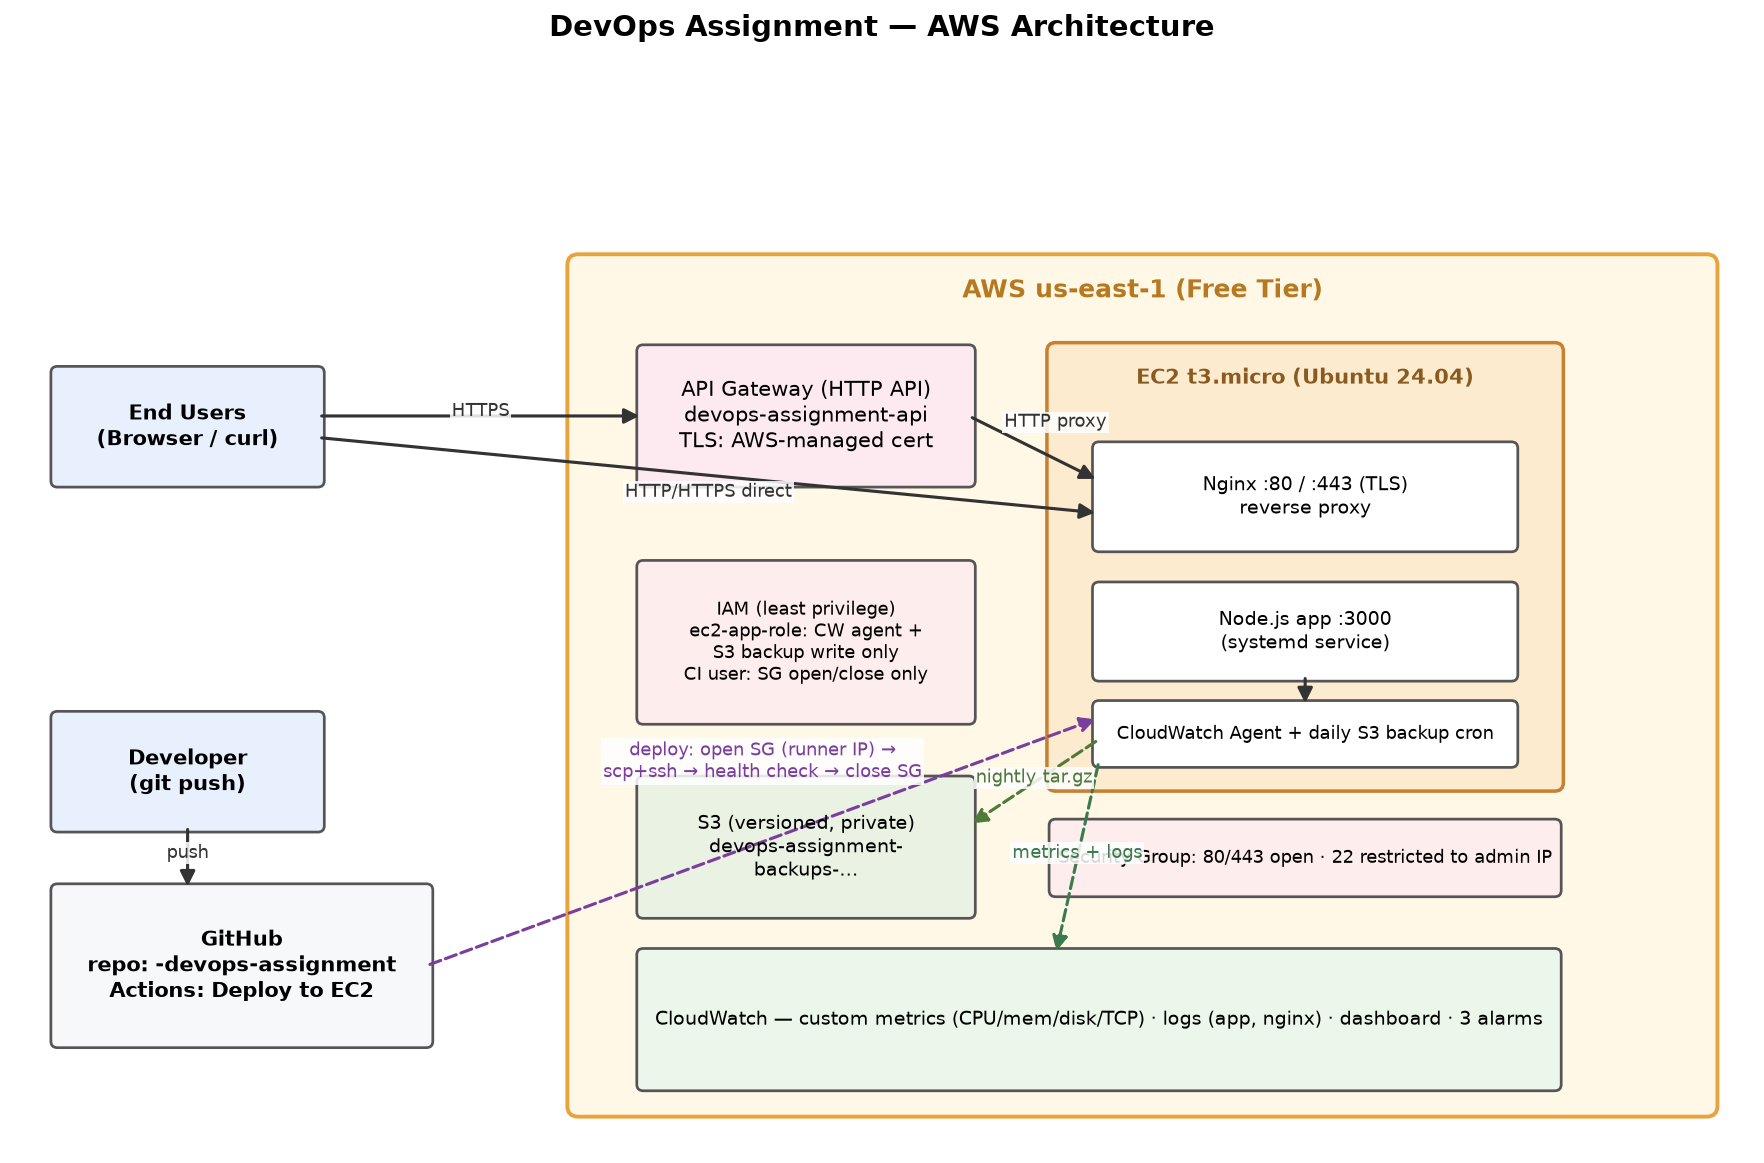 DevOps Assignment — AWS Architecture
AWS us-east-1 (Free Tier)
End Users
(Browser / curl)
HTTPS
HTTP/HTTPS direct
API Gateway (HTTP API)
devops-assignment-api
TLS: AWS-managed cert
HTTP proxy
EC2 t3.micro (Ubuntu 24.04)
Nginx :80 / :443 (TLS)
reverse proxy
Node.js app :3000
(systemd service)
CloudWatch Agent + daily S3 backup cron
IAM (least privilege)
ec2-app-role: CW agent +
S3 backup write only
CI user: SG open/close only
Developer
(git push)
push
GitHub
repo: -devops-assignment
Actions: Deploy to EC2
deploy: open SG (runner IP) →
scp+ssh → health check → close SG
nightly tar.gz
S3 (versioned, private)
devops-assignment-
backups-...
metrics + logs
Security Group: 80/443 open · 22 restricted to admin IP
CloudWatch — custom metrics (CPU/mem/disk/TCP) · logs (app, nginx) · dashboard · 3 alarms